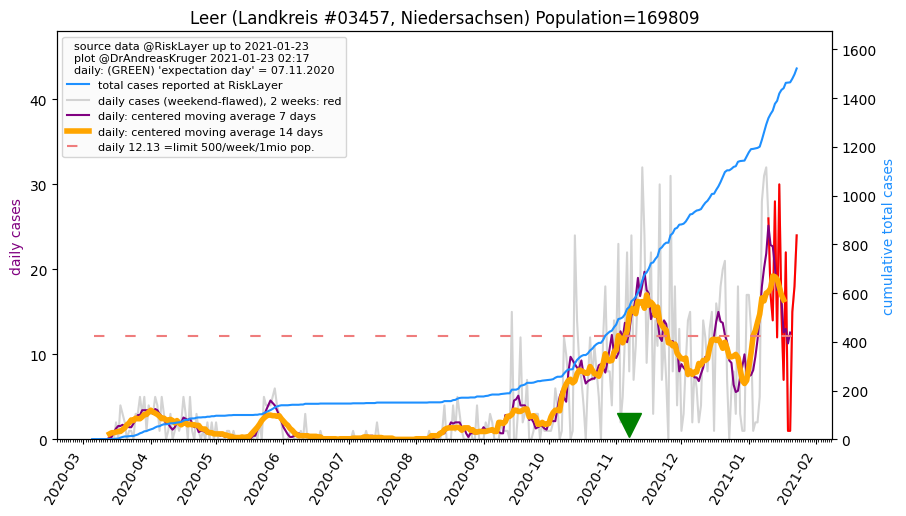 Leer (Landkreis #03457, Niedersachsen) Population=169809
source data @RiskLayer up to 2021-01-23
plot @DrAndreasKruger 2021-01-23 02:17
daily: (GREEN) 'expectation day' = 07.11.2020
total cases reported at RiskLayer
daily cases (weekend-flawed), 2 weeks: red
daily: centered moving average 7 days
daily: centered moving average 14 days
daily 12.13 =limit 500/week/1mio pop.
daily cases
40
30
20
10
0
cumulative total cases
1600
1400
1200
1000
800
600
400
200
0
2020-03
2020-04
2020-05
2020-06
2020-07
2020-08
2020-09
2020-10
2020-11
2020-12
2021-01
2021-02